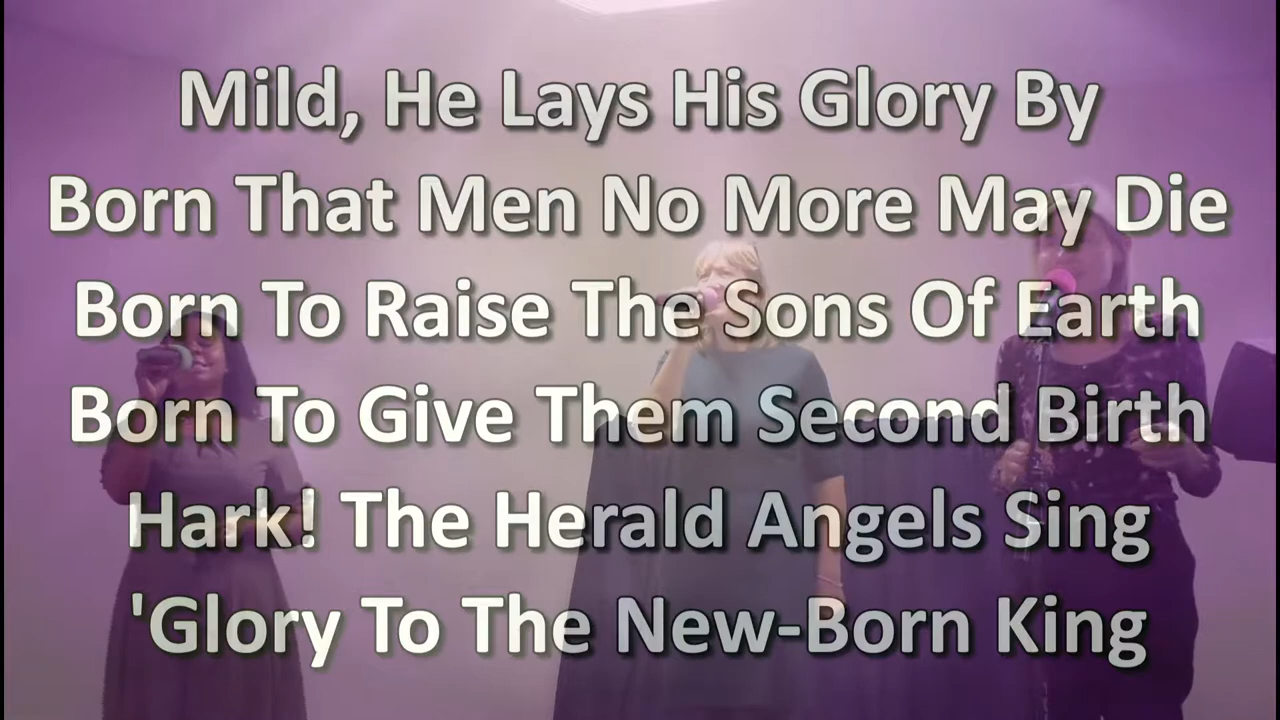 Mild, He Lays His Glory By
Born That Men No More May Die
Born To Raise The Sons Of Earth
Born To Give Them Second Birth
Hark! The Herald Angels Sing
'Glory To The New-Born King